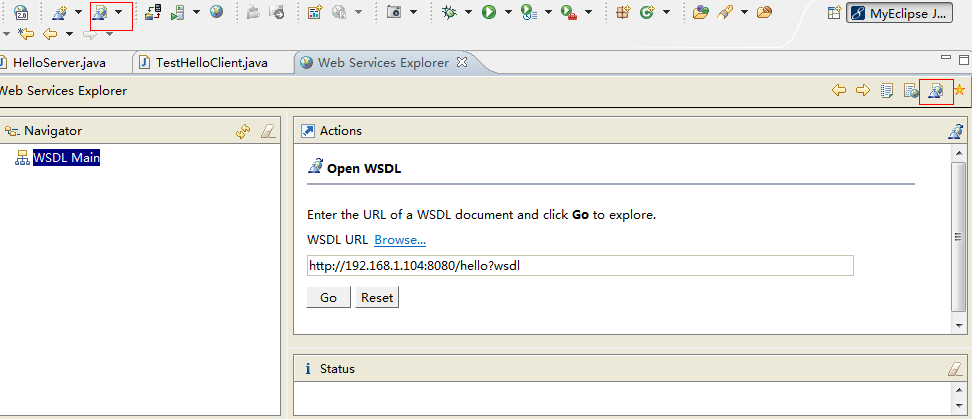 2.0
MyEclipse J...
HelloServer.java
TestHelloClient.java
Web Services Explorer
Web Services Explorer
Navigator
Actions
WSDL Main
Open WSDL
Enter the URL of a WSDL document and click Go to explore.
WSDL URL Browse...
http://192.168.1.104:8080/hello?wsdl
Go Reset
Status